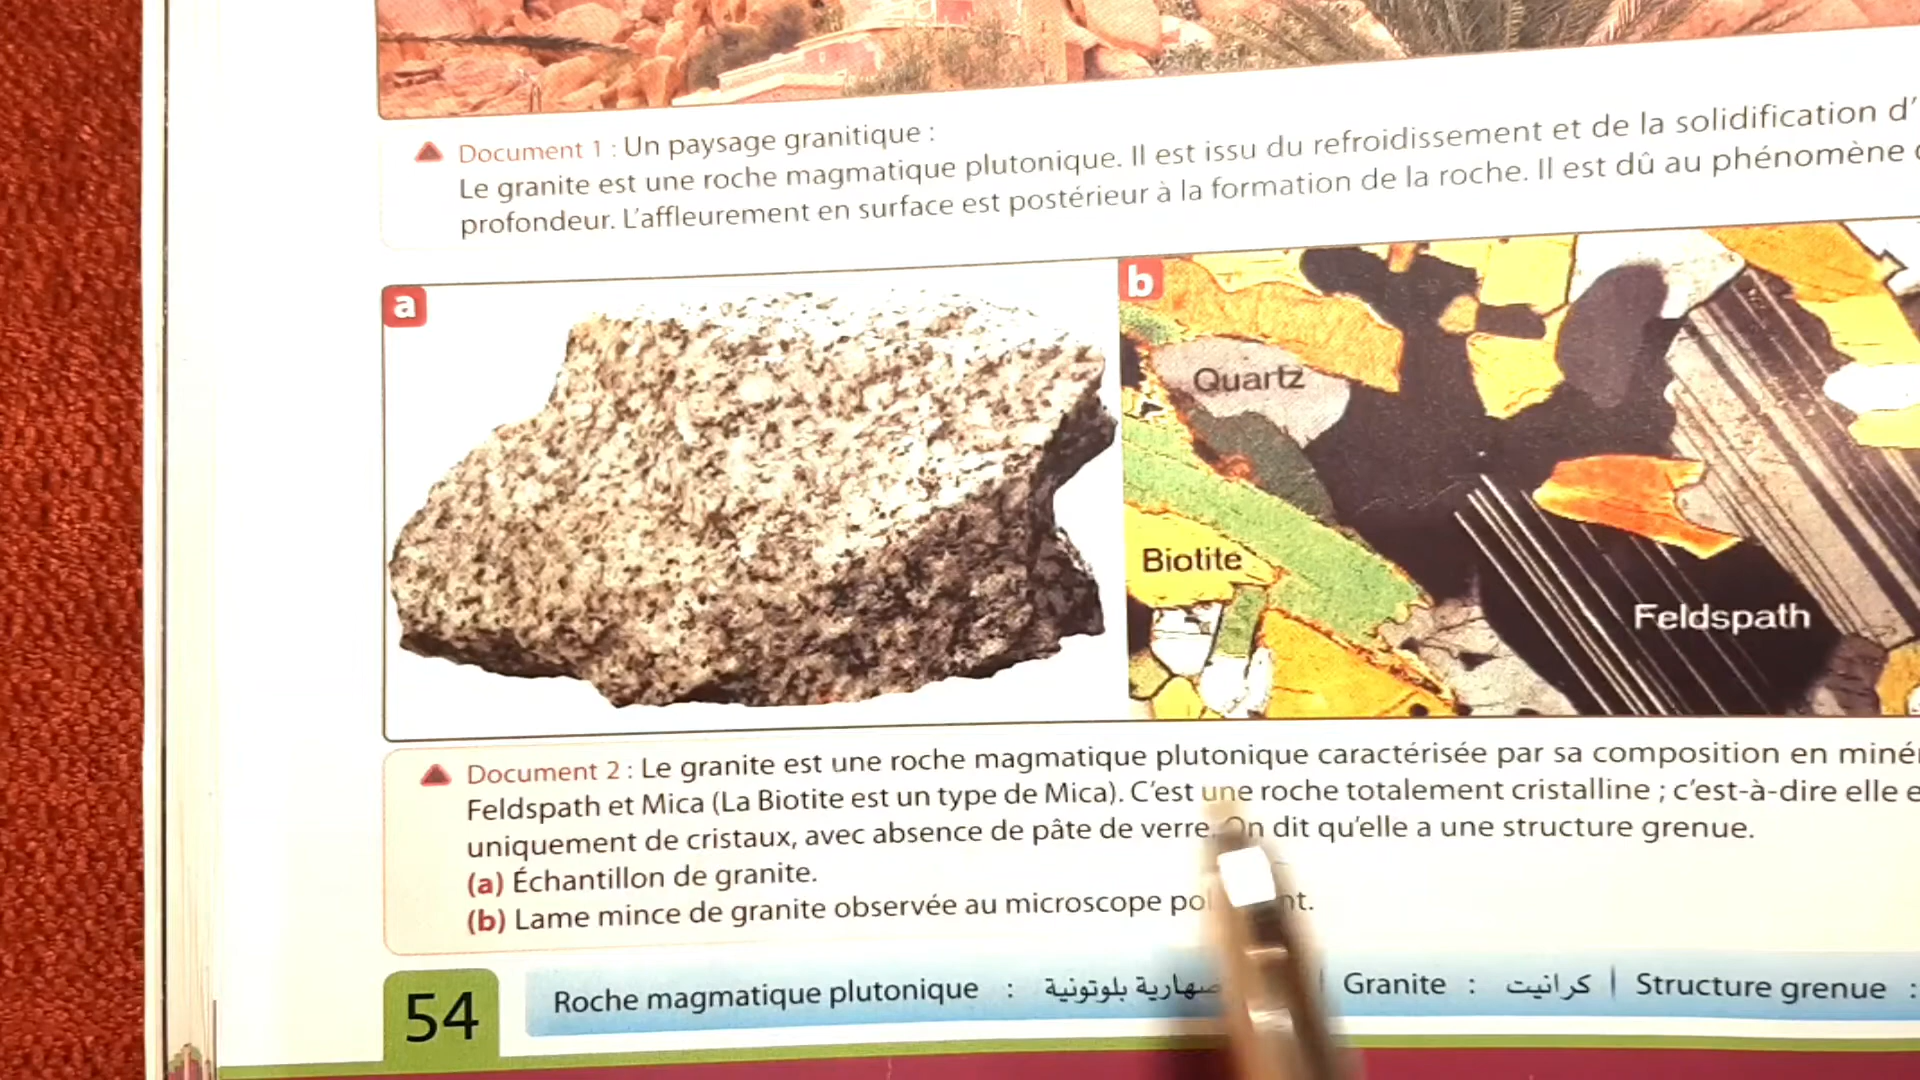 Document 1 : Un paysage granitique :
Le granite est une roche magmatique plutonique. Il est issu du refroidissement et de la solidification d'
profondeur. L'affleurement en surface est postérieur à la formation de la roche. Il est dû au phénomène
a
b
Quartz
Biotite
Feldspath
Document 2 : Le granite est une roche magmatique plutonique caractérisée par sa composition en
Feldspath et Mica (La Biotite est un type de Mica). C'est une roche totalement cristalline ; c'est-à-dire elle
uniquement de cristaux, avec absence de pâte de verre. On dit qu'elle a une structure grenue.
(a) Échantillon de granite.
(b) Lame mince de granite observée au microscope
54
Roche magmatique plutonique : صهارية بلوتونية | Granite : كرانيت | Structure grenue :